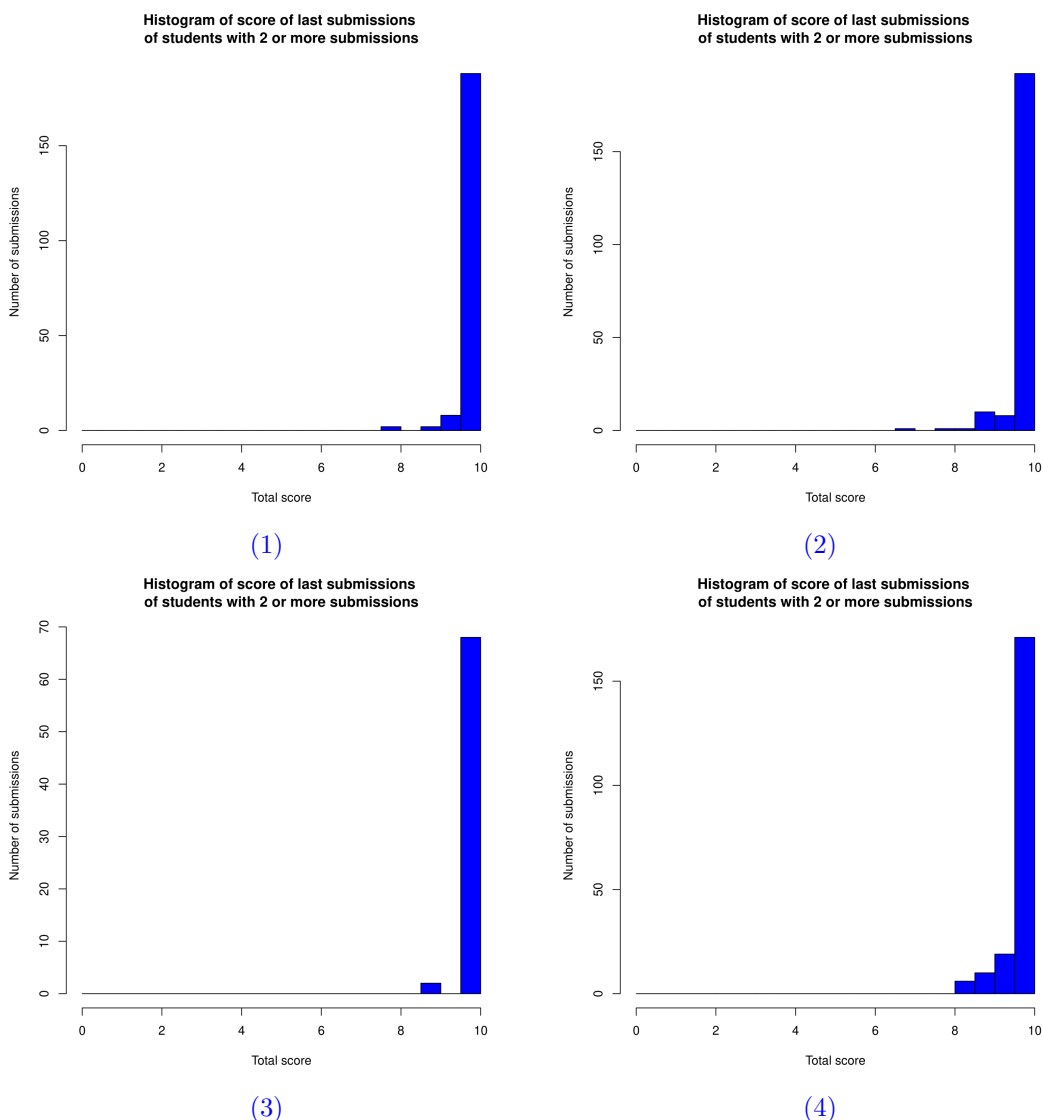 Histogram of score of last submissions
of students with 2 or more submissions
Number of submissions
150
100
50
0
0 2 4 6 8 10
Total score
(1)
Histogram of score of last submissions
of students with 2 or more submissions
Number of submissions
150
100
50
0
0 2 4 6 8 10
Total score
(2)
Histogram of score of last submissions
of students with 2 or more submissions
Number of submissions
70
60
50
40
30
20
10
0
0 2 4 6 8 10
Total score
(3)
Histogram of score of last submissions
of students with 2 or more submissions
Number of submissions
150
100
50
0
0 2 4 6 8 10
Total score
(4)